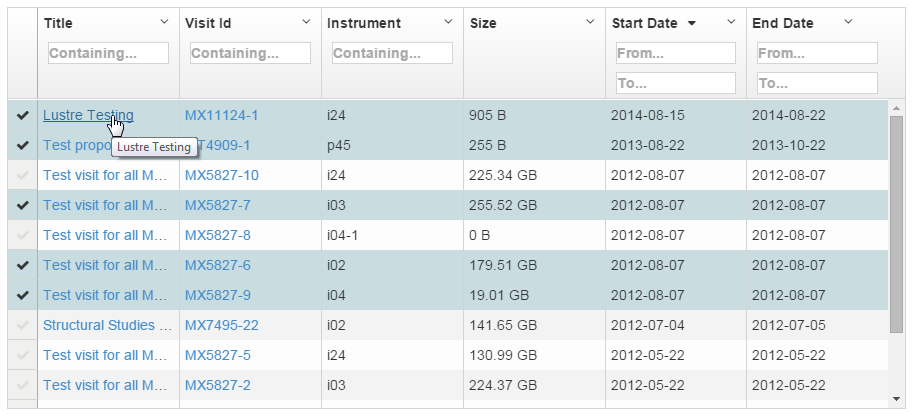 Title Visit Id Instrument Size Start Date End Date
Containing... Containing... Containing... From... From...
To... To...
Lustre Testing MX11124-1 i24 905 B 2014-08-15 2014-08-22
Test propo T4909-1 p45 255 B 2013-08-22 2013-10-22
Lustre Testing
Test visit for all M... MX5827-10 i24 225.34 GB 2012-08-07 2012-08-07
Test visit for all M... MX5827-7 i03 255.52 GB 2012-08-07 2012-08-07
Test visit for all M... MX5827-8 i04-1 0 B 2012-08-07 2012-08-07
Test visit for all M... MX5827-6 i02 179.51 GB 2012-08-07 2012-08-07
Test visit for all M... MX5827-9 i04 19.01 GB 2012-08-07 2012-08-07
Structural Studies ... MX7495-22 i02 141.65 GB 2012-07-04 2012-07-05
Test visit for all M... MX5827-5 i24 130.99 GB 2012-05-22 2012-05-22
Test visit for all M... MX5827-2 i03 224.37 GB 2012-05-22 2012-05-22